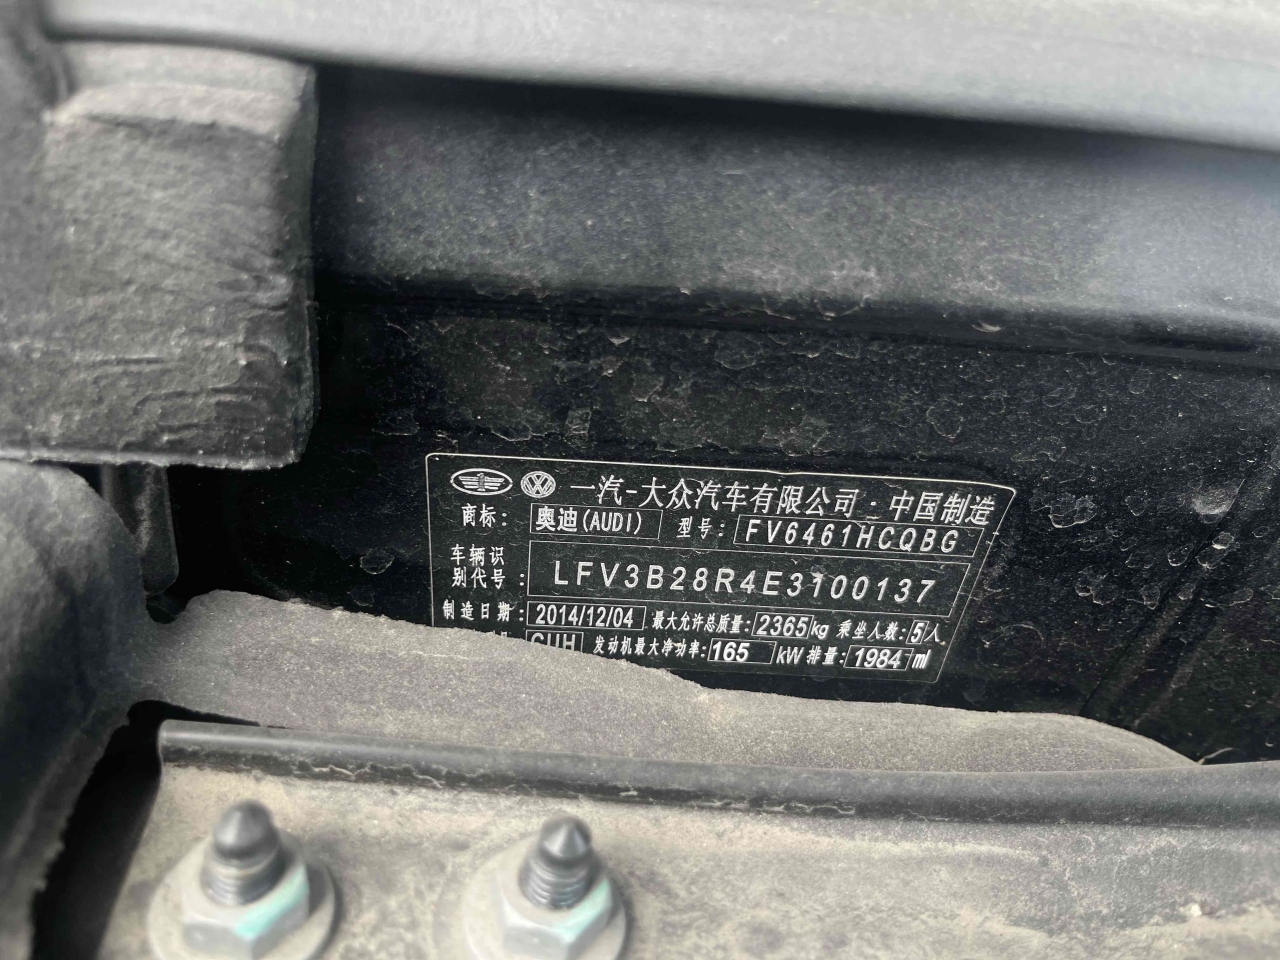 一汽-大众汽车有限公司·中国制造
商标: 奥迪(AUDI) 型号: FV6461HCQBG
车辆识
别代号: LFV3B28R4E3100137
制造日期: 2014/12/04 最大允许总质量: 2365kg 乘坐人数: 5人
CUH 发动机最大净功率: 165 kW 排量: 1984 ml